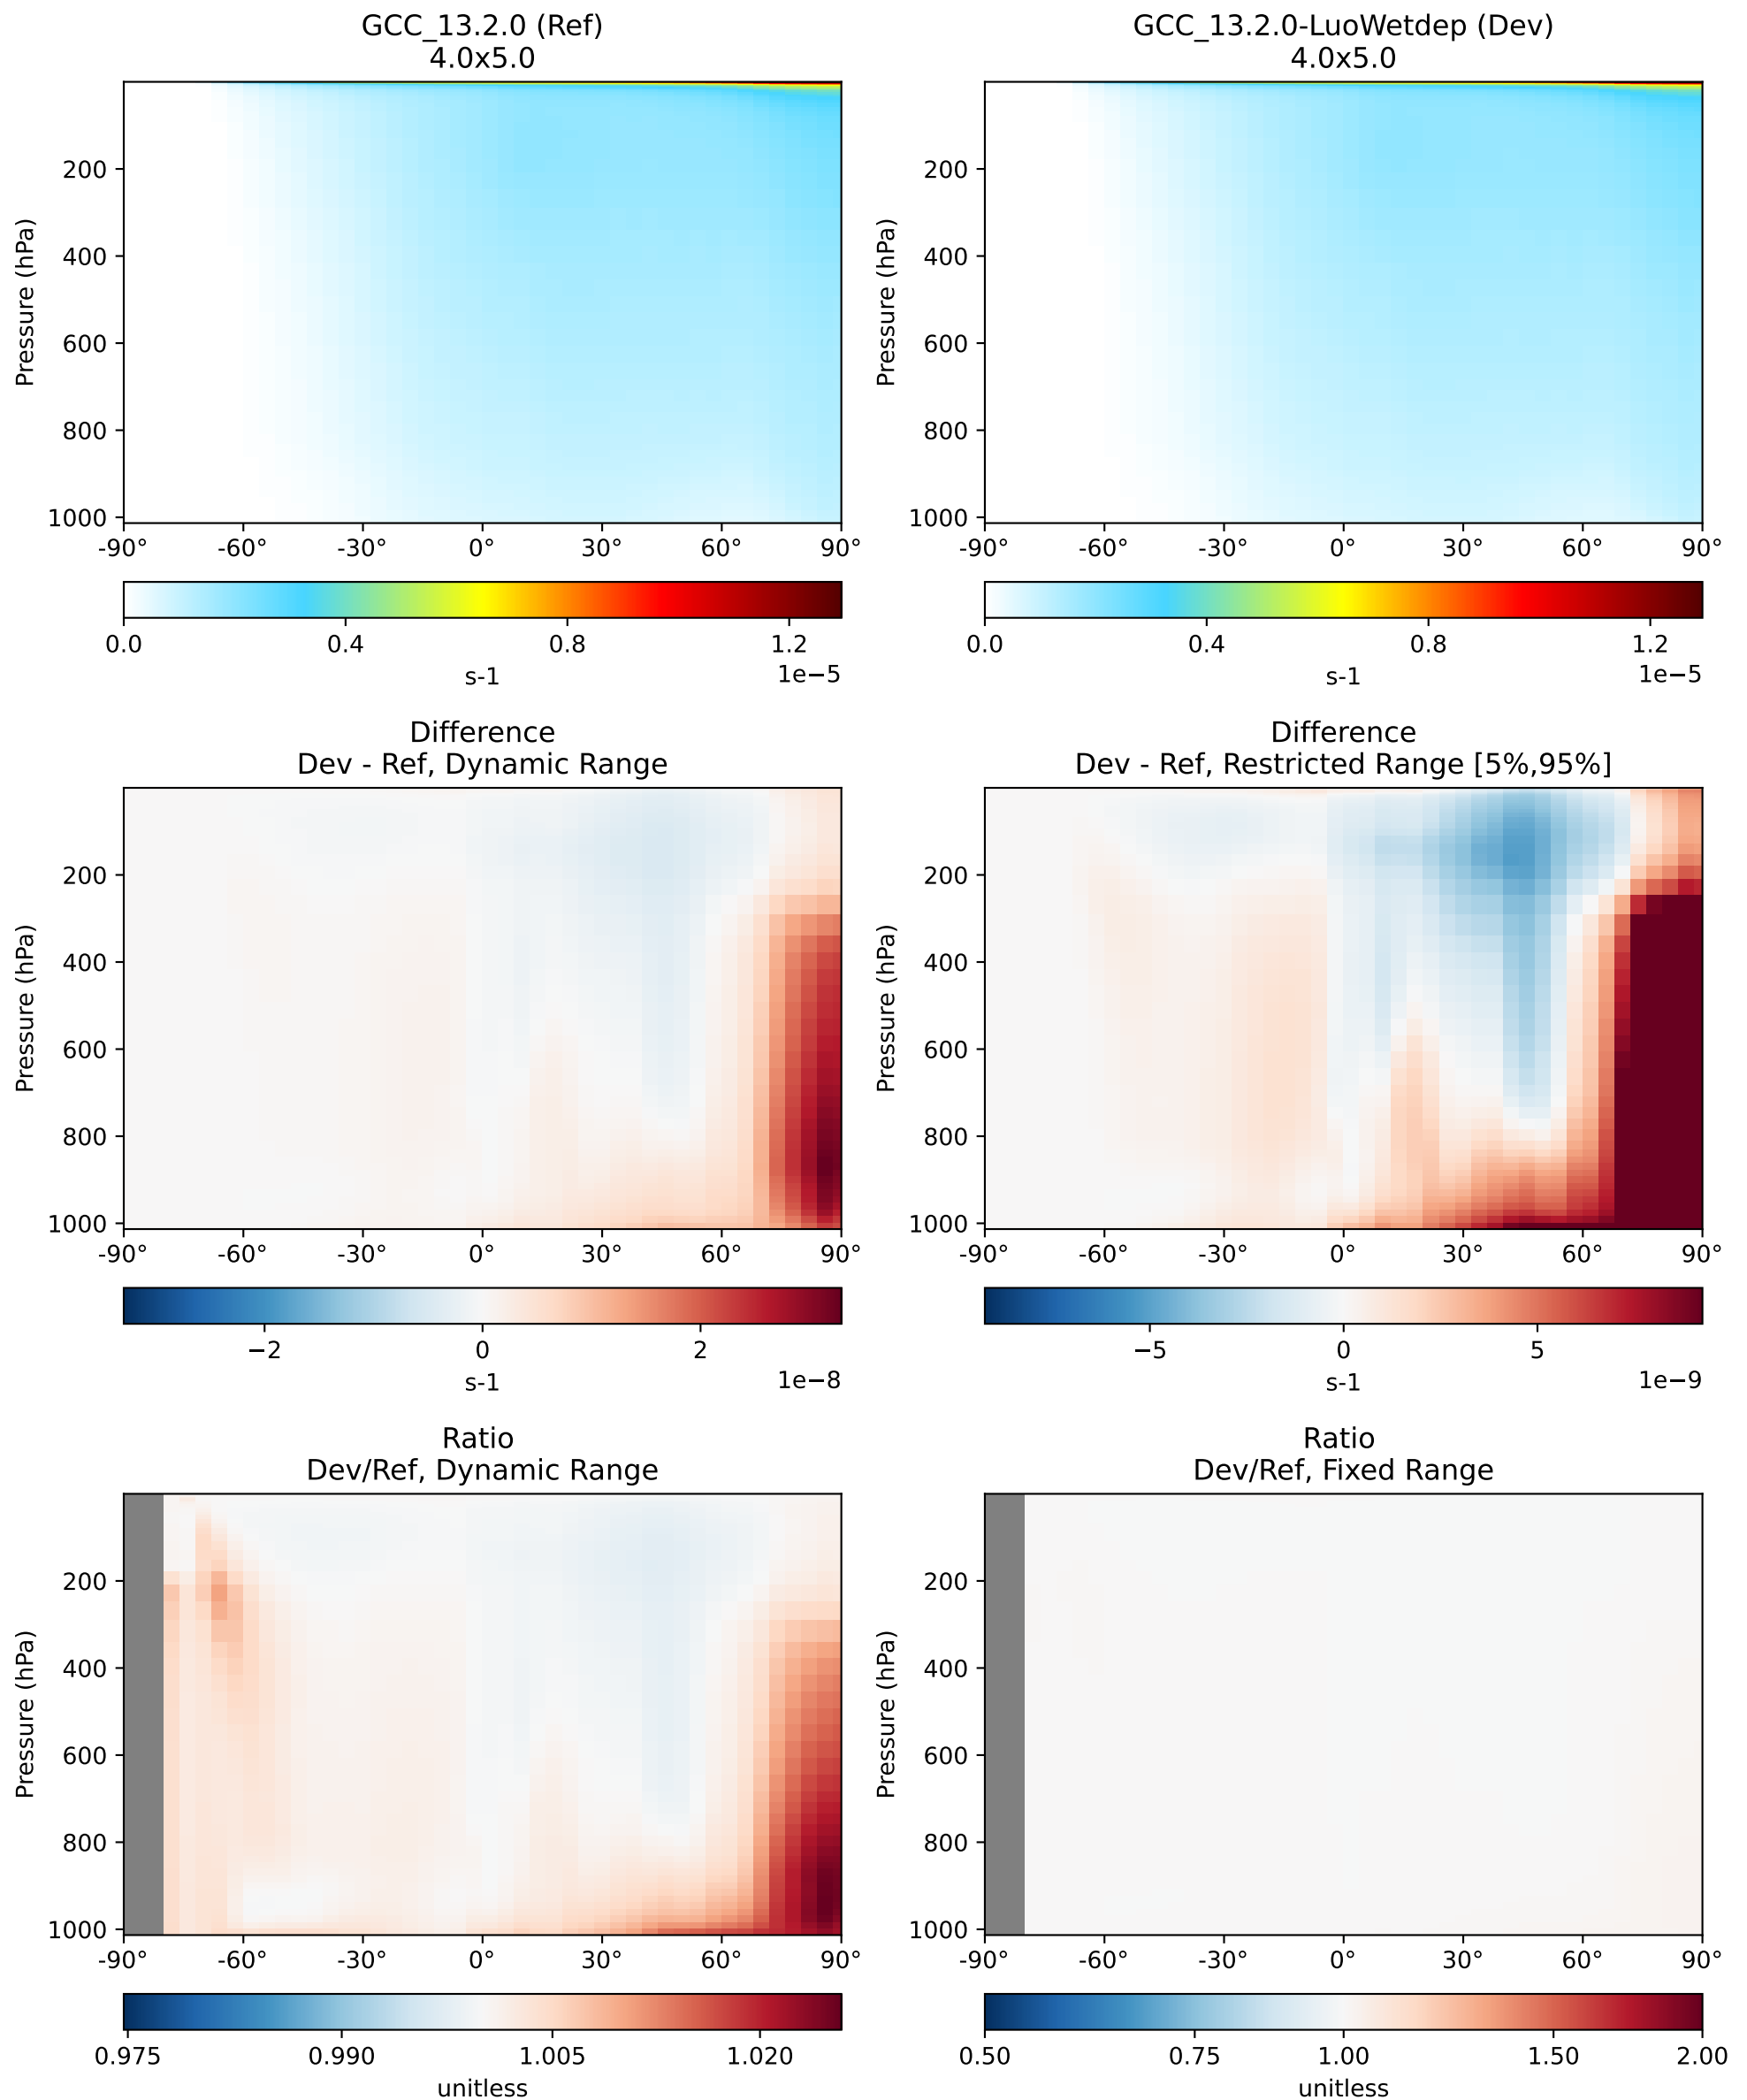 GCC_13.2.0 (Ref)
4.0x5.0
Pressure (hPa)
200
400
600
800
1000
-90° -60° -30° 0° 30° 60° 90°
0.0 0.4 0.8 1.2
1e−5
s-1
GCC_13.2.0-LuoWetdep (Dev)
4.0x5.0
Pressure (hPa)
200
400
600
800
1000
-90° -60° -30° 0° 30° 60° 90°
0.0 0.4 0.8 1.2
1e−5
s-1
Difference
Dev - Ref, Dynamic Range
Pressure (hPa)
200
400
600
800
1000
-90° -60° -30° 0° 30° 60° 90°
−2 0 2
1e−8
s-1
Difference
Dev - Ref, Restricted Range [5%,95%]
Pressure (hPa)
200
400
600
800
1000
-90° -60° -30° 0° 30° 60° 90°
−5 0 5
1e−9
s-1
Ratio
Dev/Ref, Dynamic Range
Pressure (hPa)
200
400
600
800
1000
-90° -60° -30° 0° 30° 60° 90°
0.975 0.990 1.005 1.020
unitless
Ratio
Dev/Ref, Fixed Range
Pressure (hPa)
200
400
600
800
1000
-90° -60° -30° 0° 30° 60° 90°
0.50 0.75 1.00 1.50 2.00
unitless